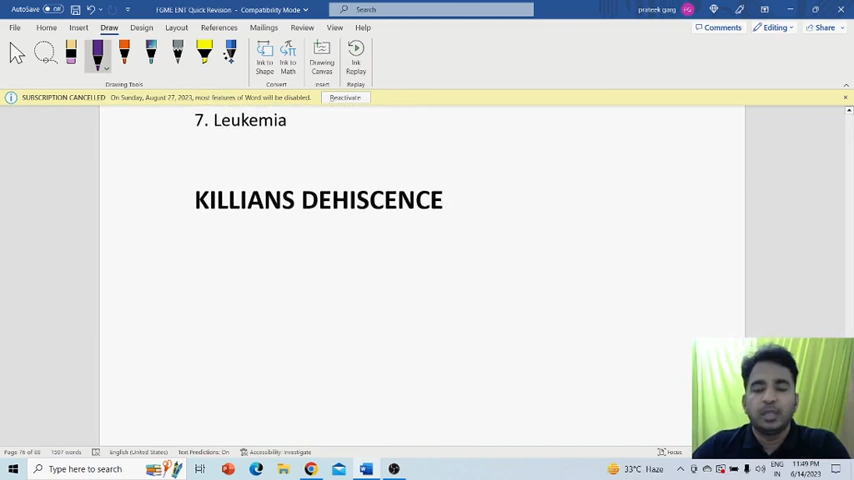 AutoSave Off FGME ENT Quick Revision - Compatibility Mode Search prateek garg FG
File Home Insert Draw Design Layout References Mailings Review View Help Comments Editing Share
Ink to Shape Ink to Math Drawing Canvas Ink Replay
Drawing Tools Convert Insert Replay
SUBSCRIPTION CANCELLED On Sunday, August 27, 2023, most features of Word will be disabled. Reactivate
7. Leukemia
KILLIANS DEHISCENCE
English (United States) Text Predictions: On Accessibility: Investigate Focus
Type here to search 33°C Haze ENG IN 11:49 PM 6/14/2023